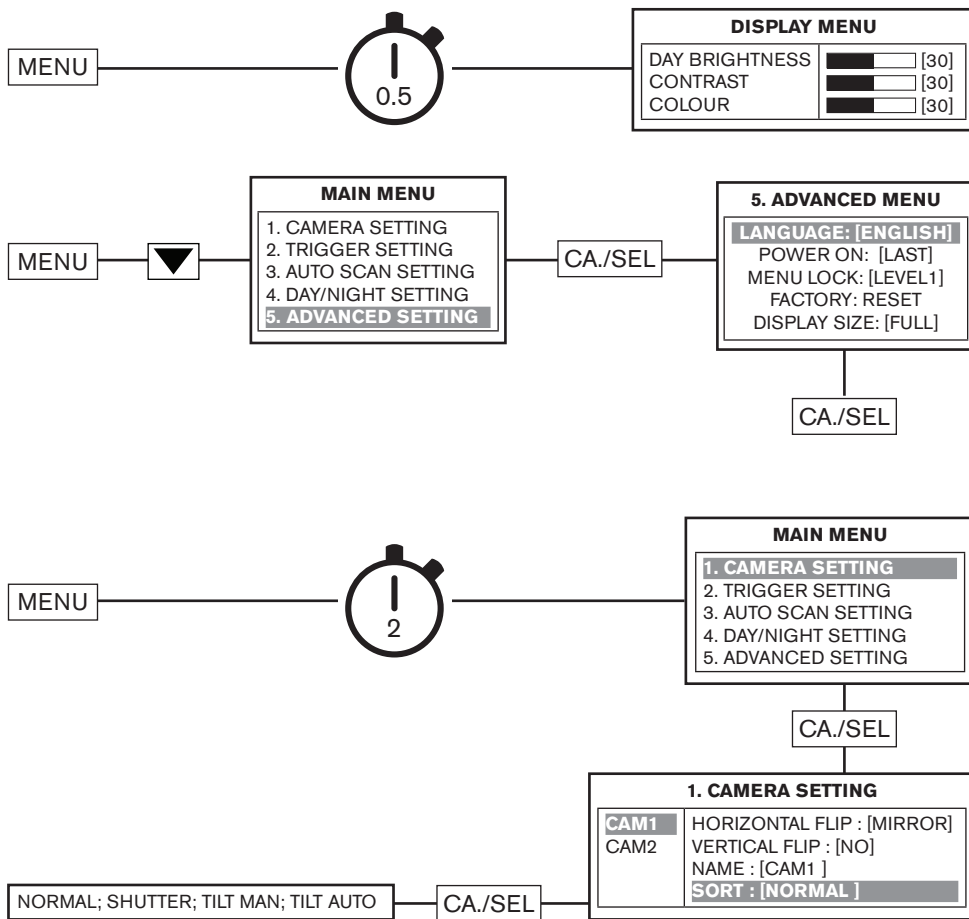 DISPLAY MENU
MENU
0.5
DAY BRIGHTNESS [30]
CONTRAST [30]
COLOUR [30]
MENU
MAIN MENU
1. CAMERA SETTING
2. TRIGGER SETTING
3. AUTO SCAN SETTING
4. DAY/NIGHT SETTING
5. ADVANCED SETTING
CA./SEL
5. ADVANCED MENU
LANGUAGE: [ENGLISH]
POWER ON: [LAST]
MENU LOCK: [LEVEL1]
FACTORY: RESET
DISPLAY SIZE: [FULL]
CA./SEL
MENU
2
MAIN MENU
1. CAMERA SETTING
2. TRIGGER SETTING
3. AUTO SCAN SETTING
4. DAY/NIGHT SETTING
5. ADVANCED SETTING
CA./SEL
1. CAMERA SETTING
CAM1 HORIZONTAL FLIP : [MIRROR]
CAM2 VERTICAL FLIP : [NO]
NAME : [CAM1 ]
SORT : [NORMAL ]
CA./SEL
NORMAL; SHUTTER; TILT MAN; TILT AUTO